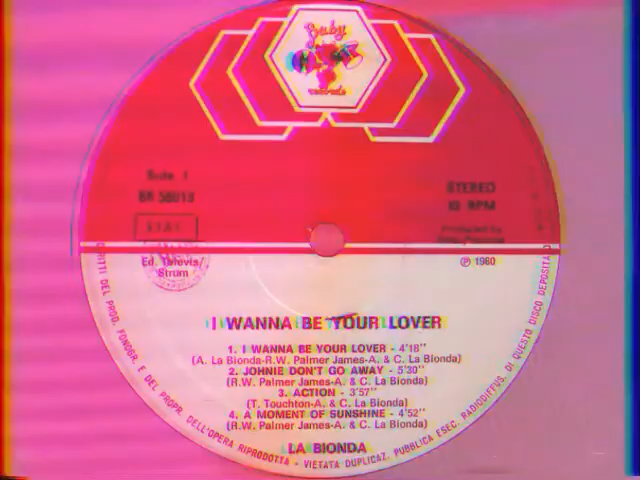 Baby
records
Side 1
BR 56013
STEREO
33 RPM
S.I.A.E.
Produced by
Ed. Televis/
Strum
℗ 1980
I WANNA BE YOUR LOVER
1. I WANNA BE YOUR LOVER - 4'18"
(A. La Bionda-R.W. Palmer James-A. & C. La Bionda)
2. JOHNIE DON'T GO AWAY - 5'30"
(R.W. Palmer James-A. & C. La Bionda)
3. ACTION - 3'57"
(T. Touchton-A. & C. La Bionda)
4. A MOMENT OF SUNSHINE - 4'52"
(R.W. Palmer James-A. & C. La Bionda)
LA BIONDA
DIRITTI DEL PROD. FONOGR. E DEL PROPR. DELL'OPERA RIPRODOTTA - VIETATA DUPLICAZ. PUBBLICA ESEC. RADIODIFFUS. DI QUESTO DISCO DEPOSITATO